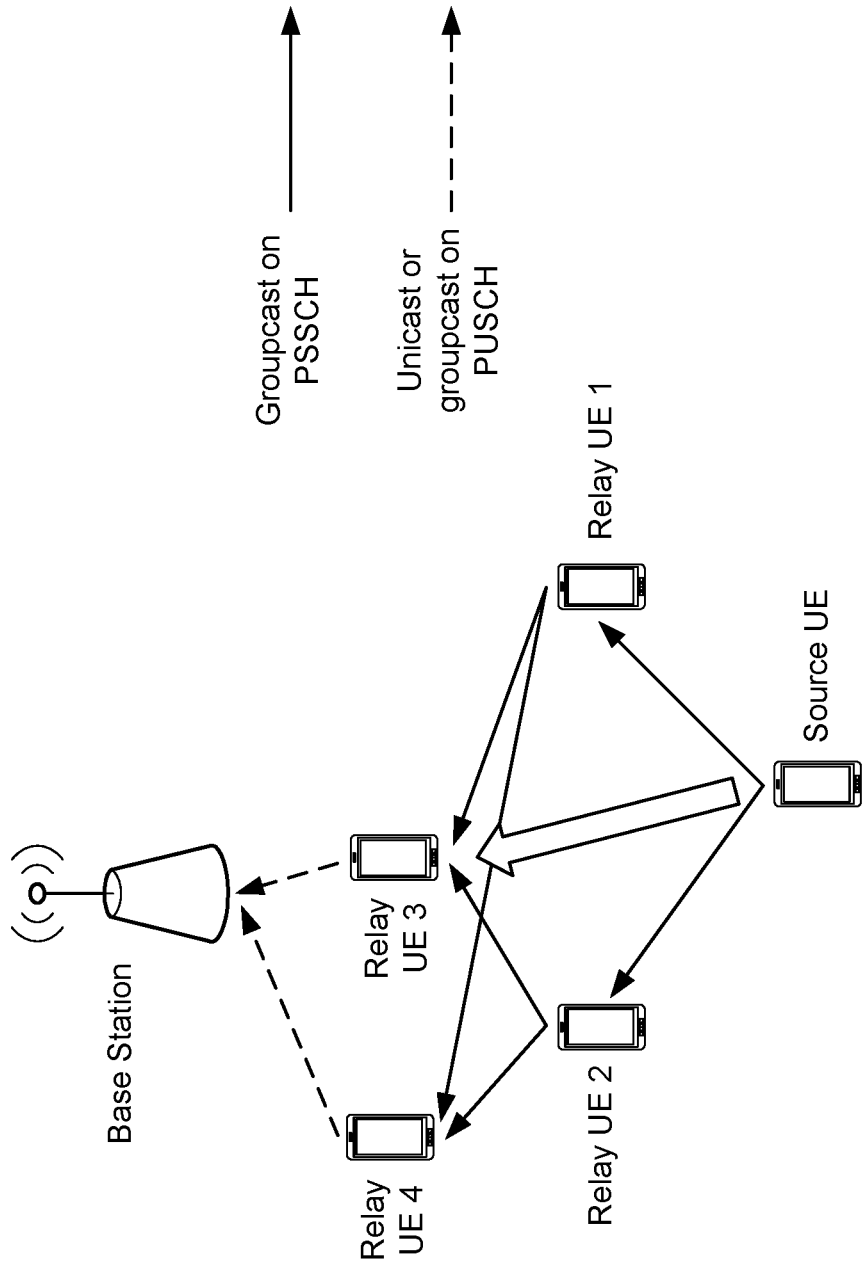 Base Station
Relay
UE 4
Relay
UE 3
Relay UE 2
Relay UE 1
Source UE
Groupcast on
PSSCH
Unicast or
groupcast on
PUSCH